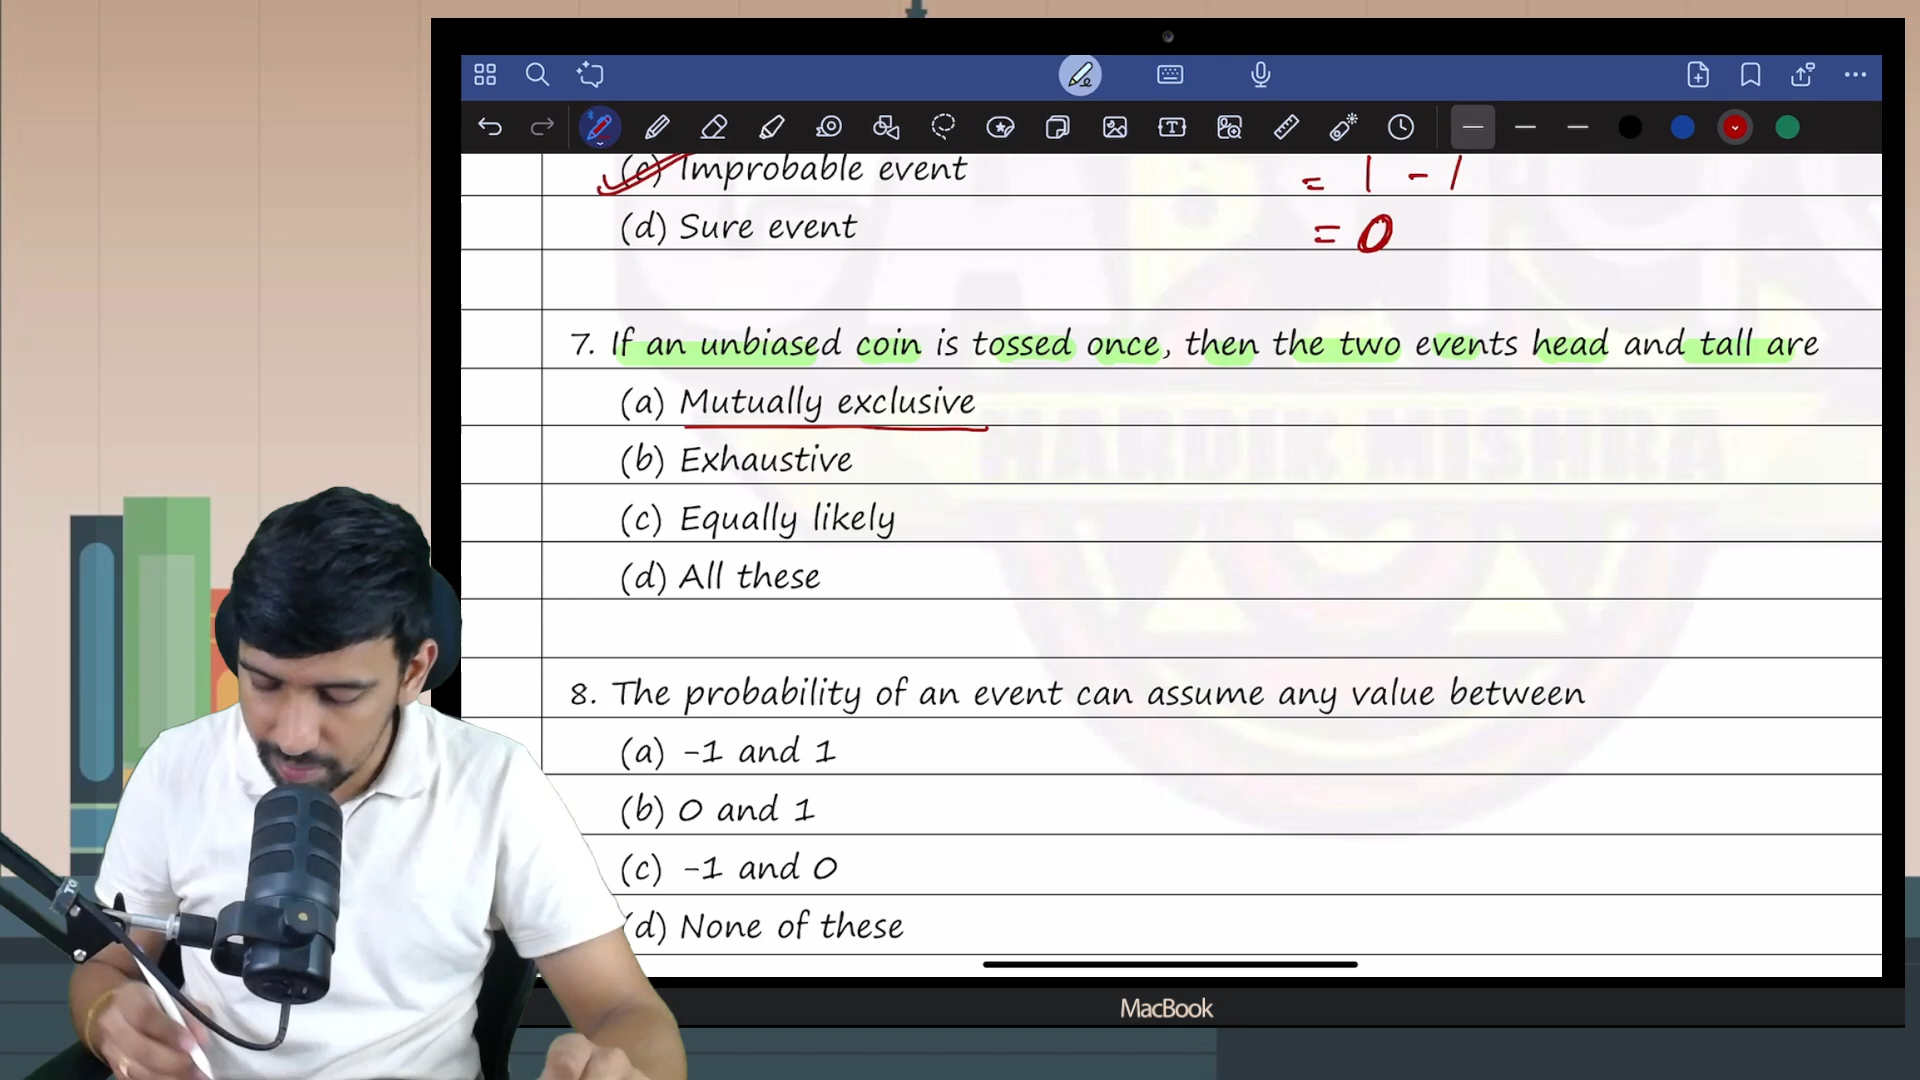 (c) Improbable event
= 1 - 1
(d) Sure event
= 0
7. If an unbiased coin is tossed once, then the two events head and tall are
(a) Mutually exclusive
(b) Exhaustive
(c) Equally likely
(d) All these
HARDIK MISHRA
8. The probability of an event can assume any value between
(a) -1 and 1
(b) 0 and 1
(c) -1 and 0
(d) None of these
MacBook